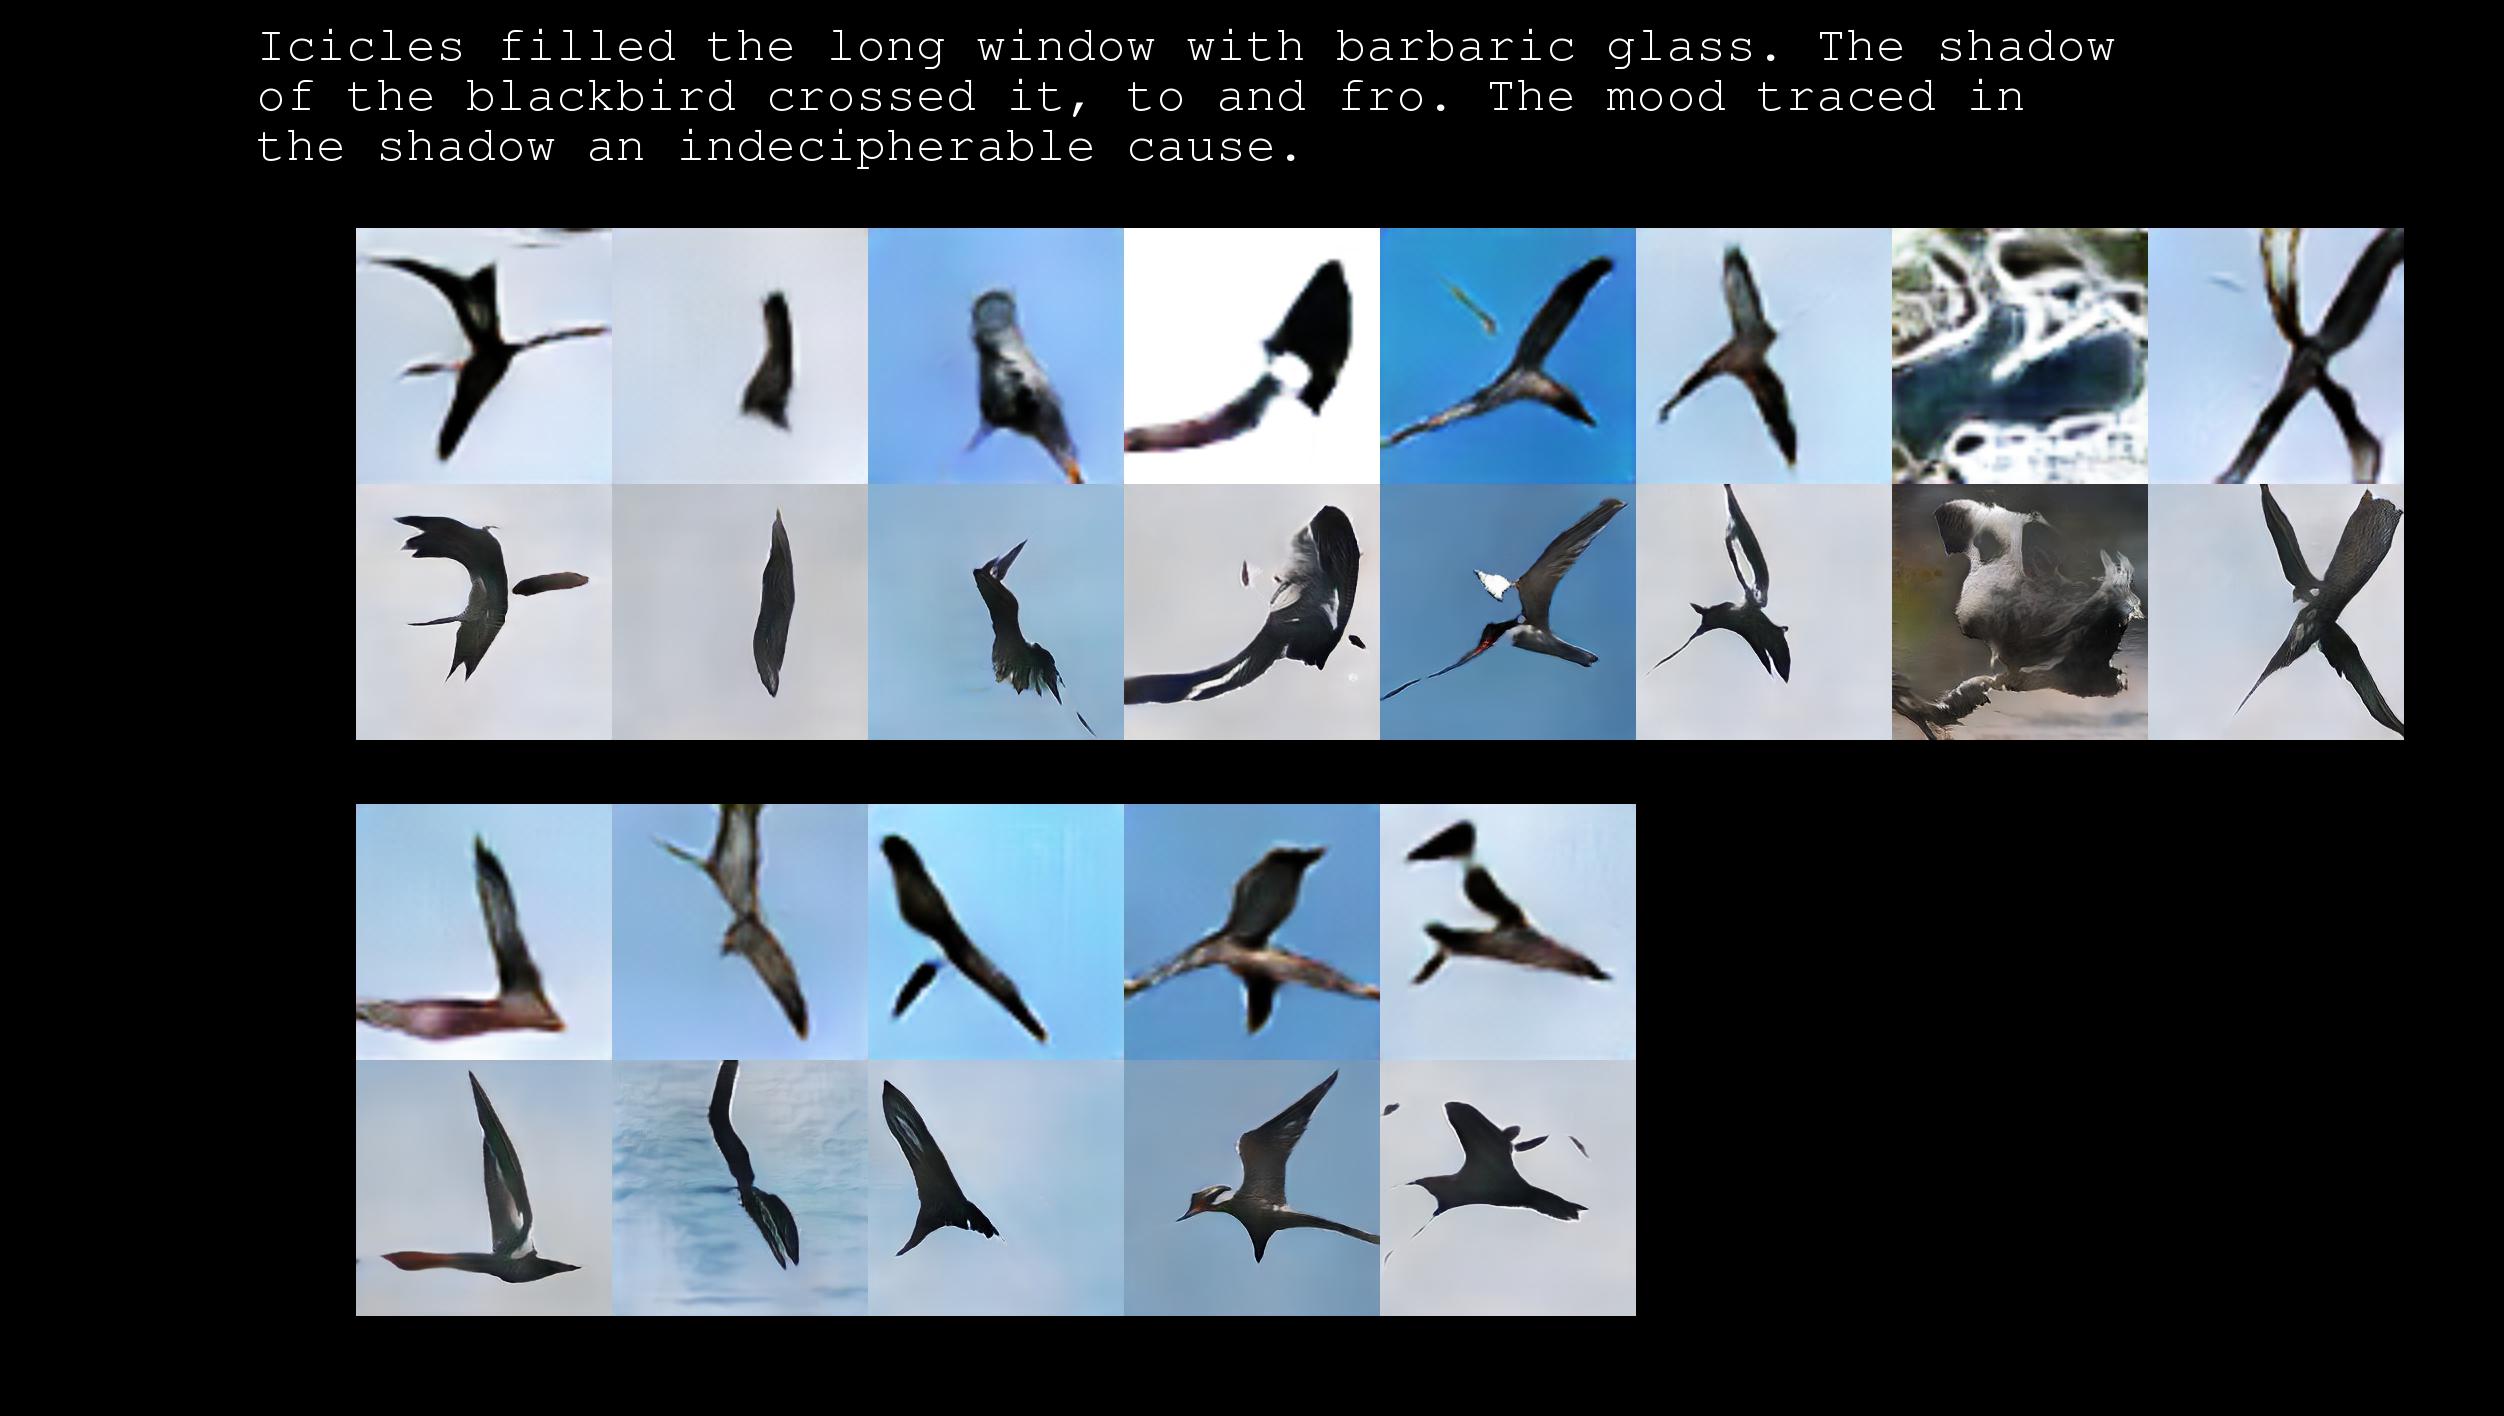 Icicles filled the long window with barbaric glass. The shadow
of the blackbird crossed it, to and fro. The mood traced in
the shadow an indecipherable cause.